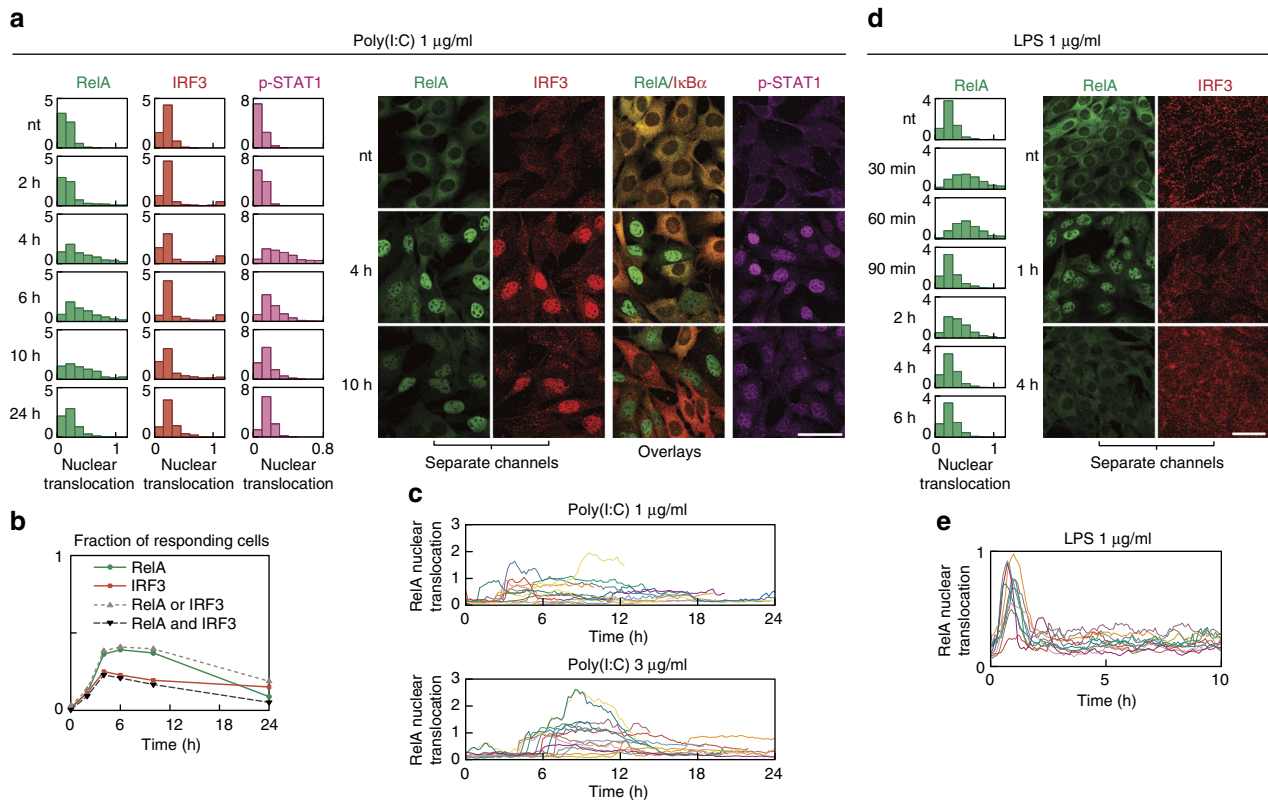 a
Poly(I:C) 1 μg/ml
RelA IRF3 p-STAT1
RelA IRF3 RelA/IκBα p-STAT1
nt
5
0
5
0
8
0
2 h
5
0
5
0
8
0
4 h
5
0
5
0
8
0
6 h
5
0
5
0
8
0
10 h
5
0
5
0
8
0
24 h
5
0
5
0
8
0
0 1 0 1 0 0.8
Nuclear translocation
Nuclear translocation
Nuclear translocation
nt
4 h
10 h
Separate channels
Overlays
b
Fraction of responding cells
1
0
RelA
IRF3
RelA or IRF3
RelA and IRF3
0 6 12 18 24
Time (h)
c
Poly(I:C) 1 μg/ml
RelA nuclear
translocation
3
2
1
0
0 6 12 18 24
Time (h)
Poly(I:C) 3 μg/ml
RelA nuclear
translocation
3
2
1
0
0 6 12 18 24
Time (h)
d
LPS 1 μg/ml
RelA
RelA IRF3
nt
4
0
30 min
4
0
60 min
4
0
90 min
4
0
2 h
4
0
4 h
4
0
6 h
4
0
0 1
Nuclear
translocation
nt
1 h
4 h
Separate channels
e
LPS 1 μg/ml
RelA nuclear
translocation
1
0
0 5 10
Time (h)